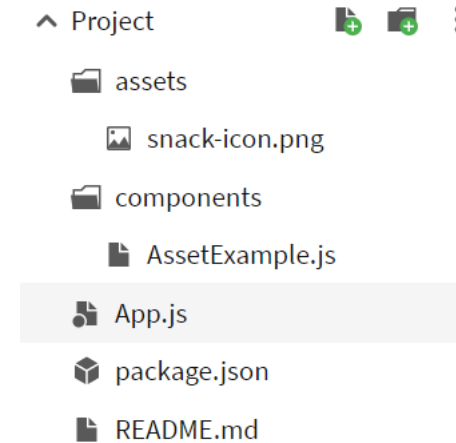 Project
assets
snack-icon.png
components
AssetExample.js
App.js
package.json
README.md